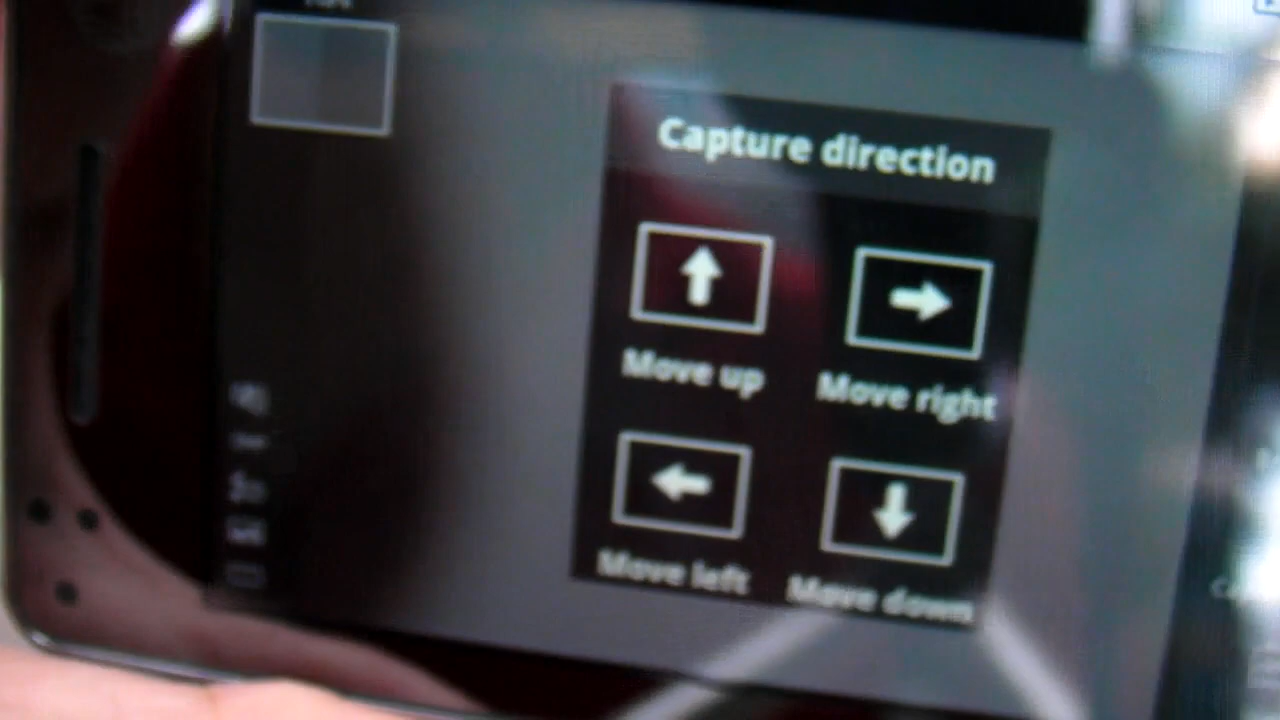 Capture direction
Move up
Move right
Move left
Move down